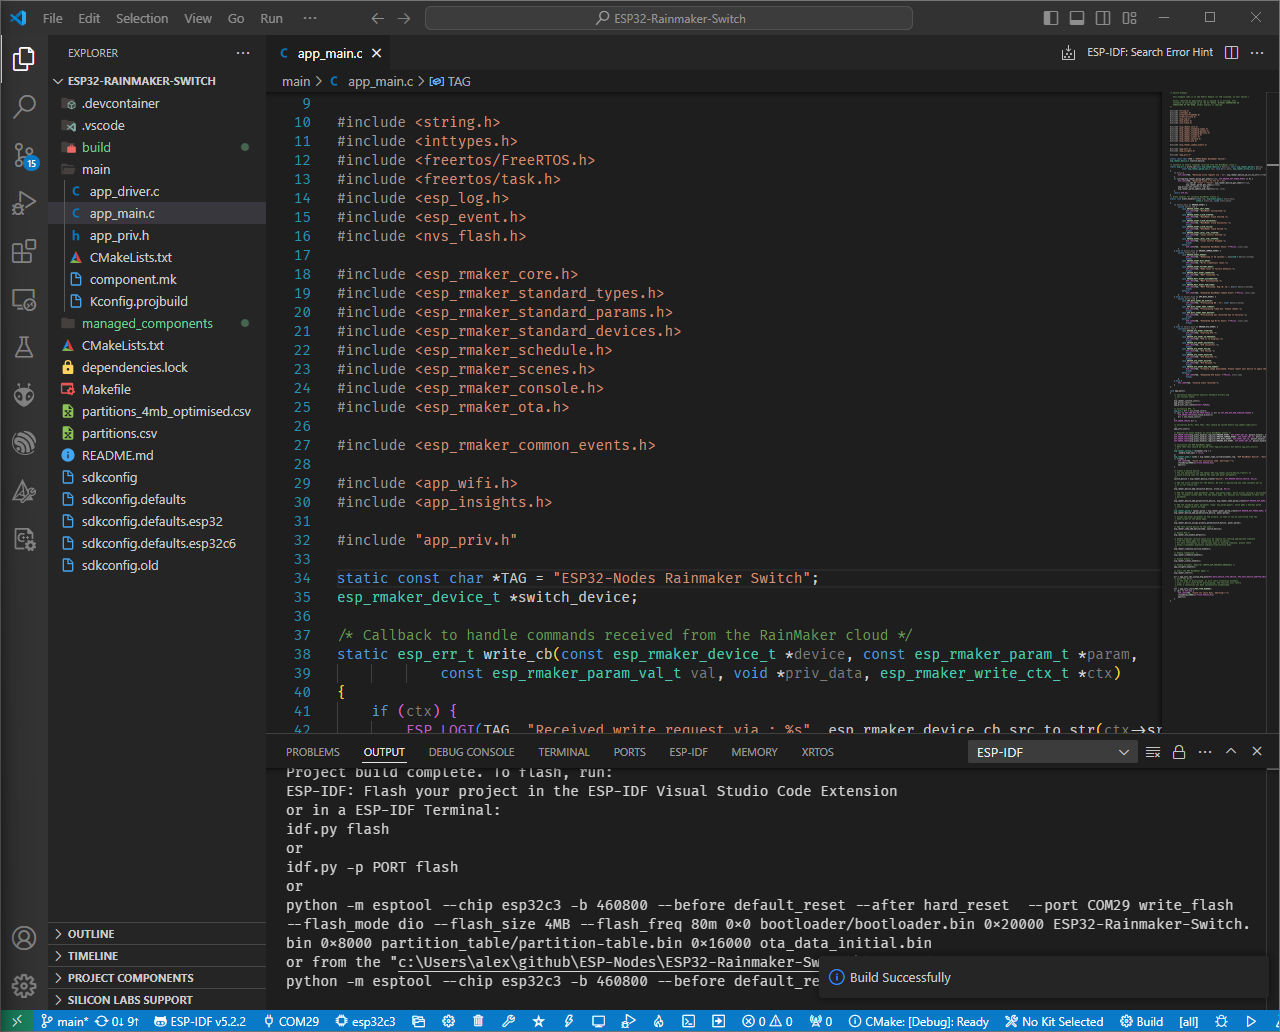 File Edit Selection View Go Run ··· ESP32-Rainmaker-Switch
EXPLORER ···
ESP32-RAINMAKER-SWITCH
.devcontainer
.vscode
build
main
C app_driver.c
C app_main.c
h app_priv.h
CMakeLists.txt
component.mk
Kconfig.projbuild
managed_components
CMakeLists.txt
dependencies.lock
Makefile
partitions_4mb_optimised.csv
partitions.csv
README.md
sdkconfig
sdkconfig.defaults
sdkconfig.defaults.esp32
sdkconfig.defaults.esp32c6
sdkconfig.old
OUTLINE
TIMELINE
PROJECT COMPONENTS
SILICON LABS SUPPORT
15
C app_main.c
ESP-IDF: Search Error Hint ···
main > C app_main.c > TAG
9
10 #include <string.h>
11 #include <inttypes.h>
12 #include <freertos/FreeRTOS.h>
13 #include <freertos/task.h>
14 #include <esp_log.h>
15 #include <esp_event.h>
16 #include <nvs_flash.h>
17
18 #include <esp_rmaker_core.h>
19 #include <esp_rmaker_standard_types.h>
20 #include <esp_rmaker_standard_params.h>
21 #include <esp_rmaker_standard_devices.h>
22 #include <esp_rmaker_schedule.h>
23 #include <esp_rmaker_scenes.h>
24 #include <esp_rmaker_console.h>
25 #include <esp_rmaker_ota.h>
26
27 #include <esp_rmaker_common_events.h>
28
29 #include <app_wifi.h>
30 #include <app_insights.h>
31
32 #include "app_priv.h"
33
34 static const char *TAG = "ESP32-Nodes Rainmaker Switch";
35 esp_rmaker_device_t *switch_device;
36
37 /* Callback to handle commands received from the RainMaker cloud */
38 static esp_err_t write_cb(const esp_rmaker_device_t *device, const esp_rmaker_param_t *param,
39 const esp_rmaker_param_val_t val, void *priv_data, esp_rmaker_write_ctx_t *ctx)
40 {
41 if (ctx) {
42 ESP_LOGI(TAG, "Received write request via : %s", esp_rmaker_device_cb_src_to_str(ctx->sr
PROBLEMS OUTPUT DEBUG CONSOLE TERMINAL PORTS ESP-IDF MEMORY XRTOS ESP-IDF ···
Project build complete. To flash, run:
ESP-IDF: Flash your project in the ESP-IDF Visual Studio Code Extension
or in a ESP-IDF Terminal:
idf.py flash
or
idf.py -p PORT flash
or
python -m esptool --chip esp32c3 -b 460800 --before default_reset --after hard_reset --port COM29 write_flash
--flash_mode dio --flash_size 4MB --flash_freq 80m 0x0 bootloader/bootloader.bin 0x20000 ESP32-Rainmaker-Switch.
bin 0x8000 partition_table/partition-table.bin 0x16000 ota_data_initial.bin
or from the "c:\Users\alex\github\ESP-Nodes\ESP32-Rainmaker-Sw
python -m esptool --chip esp32c3 -b 460800 --before default_re
Build Successfully
main* 0↓ 9↑ ESP-IDF v5.2.2 COM29 esp32c3 0 0 0 CMake: [Debug]: Ready No Kit Selected Build [all]